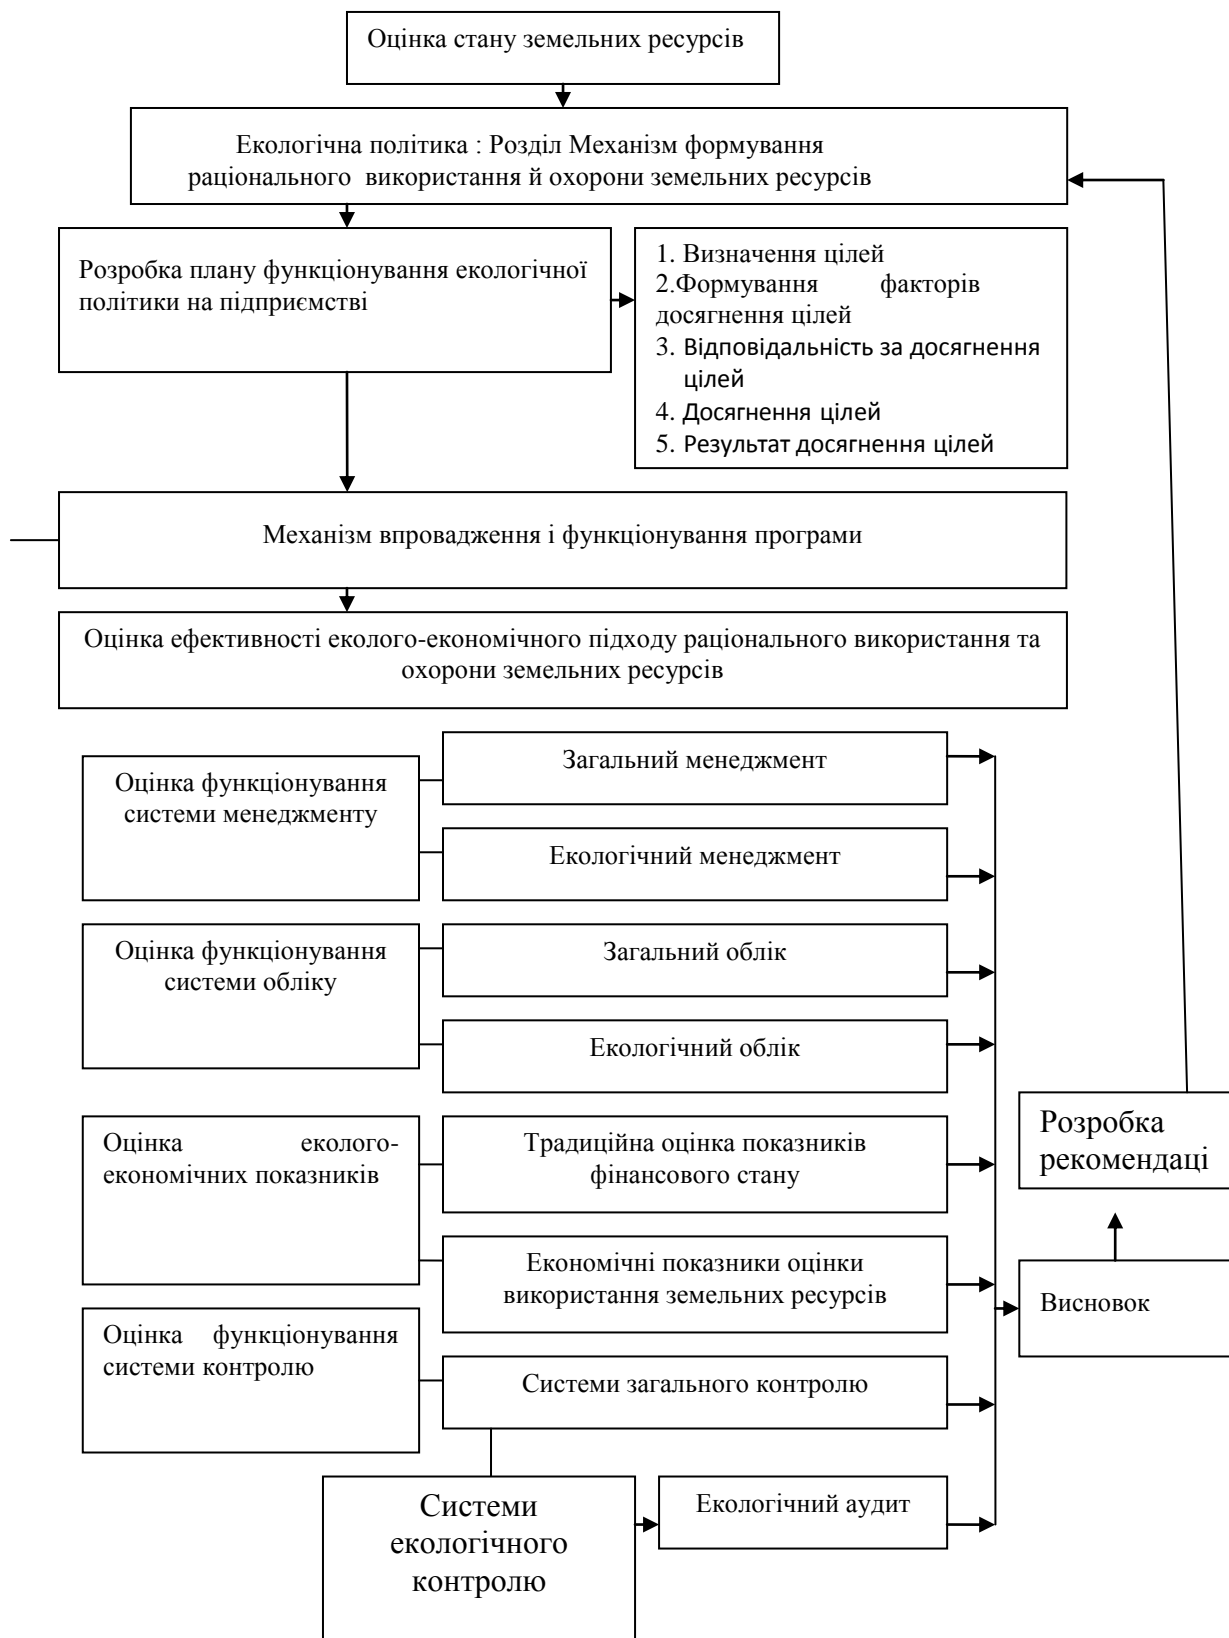 Оцінка стану земельних ресурсів
Екологічна політика : Розділ Механізм формування
раціонального використання й охорони земельних ресурсів
Розробка плану функціонування екологічної
політики на підприємстві
1. Визначення цілей
2.Формування факторів
досягнення цілей
3. Відповідальність за досягнення
цілей
4. Досягнення цілей
5. Результат досягнення цілей
Механізм впровадження і функціонування програми
Оцінка ефективності еколого-економічного підходу раціонального використання та
охорони земельних ресурсів
Оцінка функціонування
системи менеджменту
Загальний менеджмент
Екологічний менеджмент
Оцінка функціонування
системи обліку
Загальний облік
Екологічний облік
Оцінка еколого-
економічних показників
Традиційна оцінка показників
фінансового стану
Економічні показники оцінки
використання земельних ресурсів
Розробка
рекомендаці
Висновок
Оцінка функціонування
системи контролю
Системи загального контролю
Системи
екологічного
контролю
Екологічний аудит